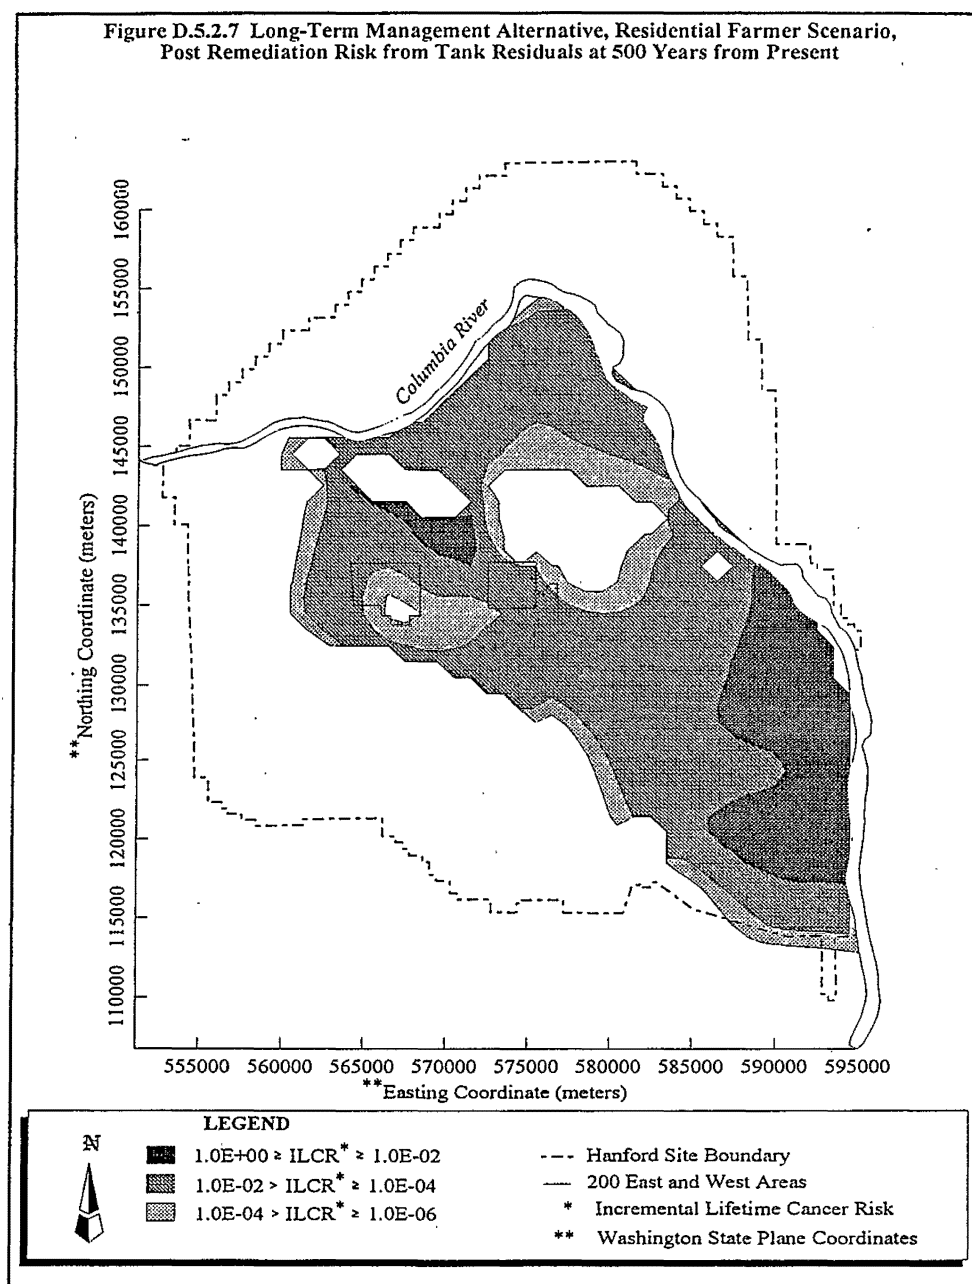 Figure D.5.2.7 Long-Term Management Alternative, Residential Farmer Scenario,
Post Remediation Risk from Tank Residuals at 500 Years from Present
160000
155000
150000
145000
140000
135000
130000
125000
120000
115000
110000
**Northing Coordinate (meters)
Columbia River
555000 560000 565000 570000 575000 580000 585000 590000 595000
**Easting Coordinate (meters)
LEGEND
N
1.0E+00 ≥ ILCR* ≥ 1.0E-02
1.0E-02 > ILCR* ≥ 1.0E-04
1.0E-04 > ILCR* ≥ 1.0E-06
Hanford Site Boundary
200 East and West Areas
* Incremental Lifetime Cancer Risk
** Washington State Plane Coordinates